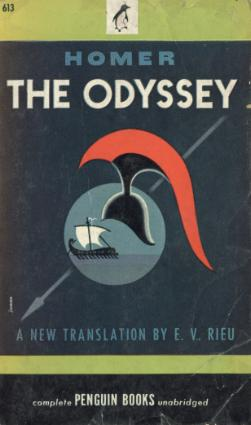 613
HOMER
THE ODYSSEY
A NEW TRANSLATION BY E. V. RIEU
complete PENGUIN BOOKS unabridged